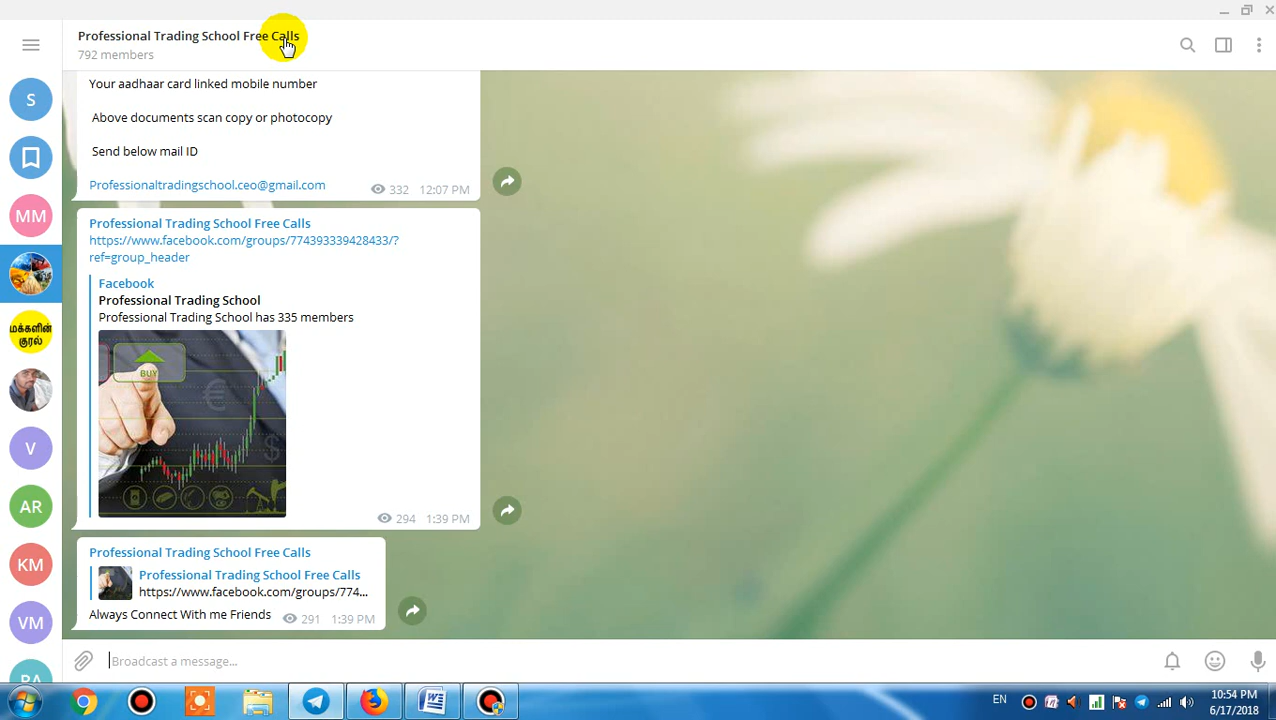 Professional Trading School Free Calls
792 members
Your aadhaar card linked mobile number
Above documents scan copy or photocopy
Send below mail ID
Professionaltradingschool.ceo@gmail.com
332 12:07 PM
Professional Trading School Free Calls
https://www.facebook.com/groups/774393339428433/?
ref=group_header
Facebook
Professional Trading School
Professional Trading School has 335 members
BUY
294 1:39 PM
Professional Trading School Free Calls
Professional Trading School Free Calls
https://www.facebook.com/groups/774...
Always Connect With me Friends
291 1:39 PM
Broadcast a message...
S
MM
மக்களின்
குரல்
V
AR
KM
VM
EN
10:54 PM
6/17/2018